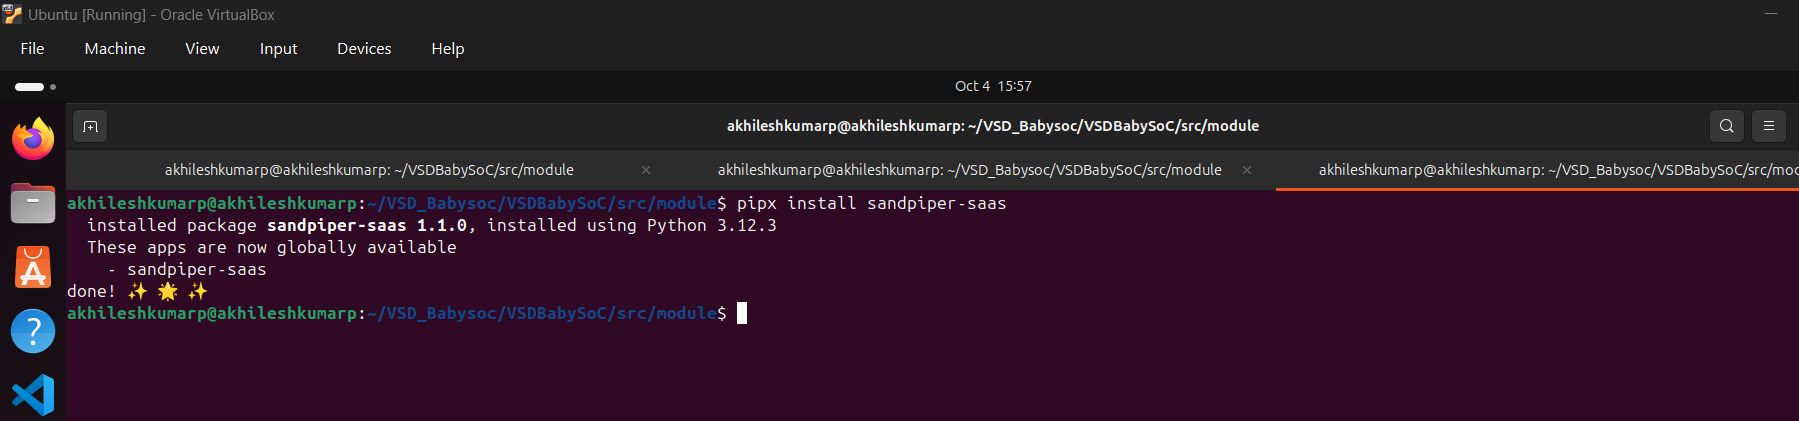 Ubuntu [Running] - Oracle VirtualBox
File Machine View Input Devices Help
Oct 4 15:57
akhileshkumarp@akhileshkumarp: ~/VSD_Babysoc/VSDBabySoC/src/module
akhileshkumarp@akhileshkumarp: ~/VSDBabySoC/src/module × akhileshkumarp@akhileshkumarp: ~/VSD_Babysoc/VSDBabySoC/src/module × akhileshkumarp@akhileshkumarp: ~/VSD_Babysoc/VSDBabySoC/src/moc
akhileshkumarp@akhileshkumarp:~/VSD_Babysoc/VSDBabySoC/src/module$ pipx install sandpiper-saas
installed package sandpiper-saas 1.1.0, installed using Python 3.12.3
These apps are now globally available
- sandpiper-saas
done! ✨ 🌟 ✨
akhileshkumarp@akhileshkumarp:~/VSD_Babysoc/VSDBabySoC/src/module$